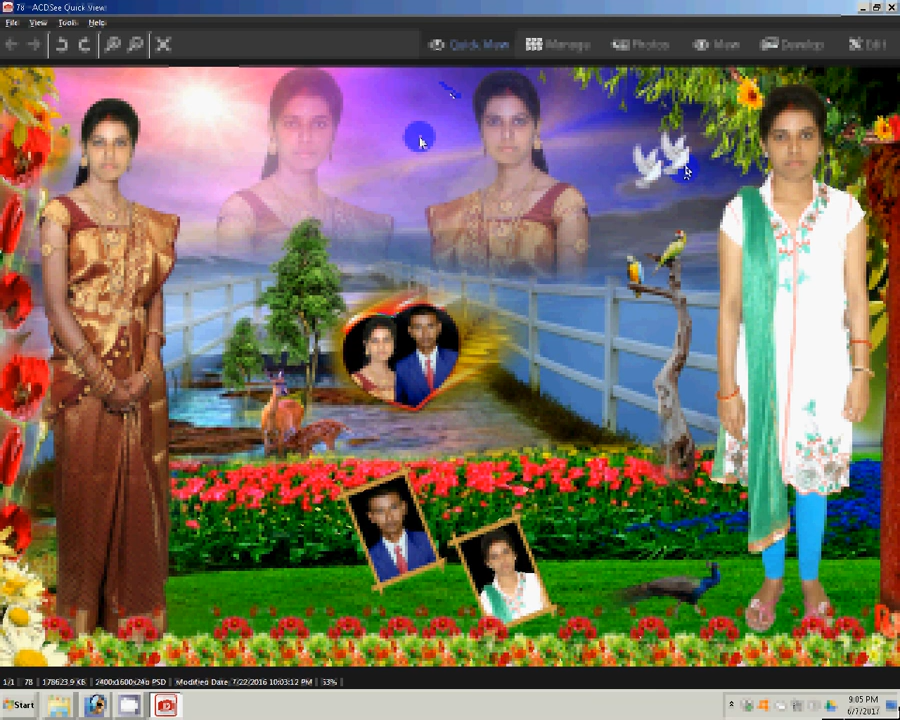 78 - ACDSee Quick View
File View Tools Help
Quick View Manage Photos View Develop Edit
1/1 78 178623.9 KB 2400x1600x24b PSD Modified Date: 7/22/2016 10:03:12 PM 53%
Start
9:05 PM
6/7/2017